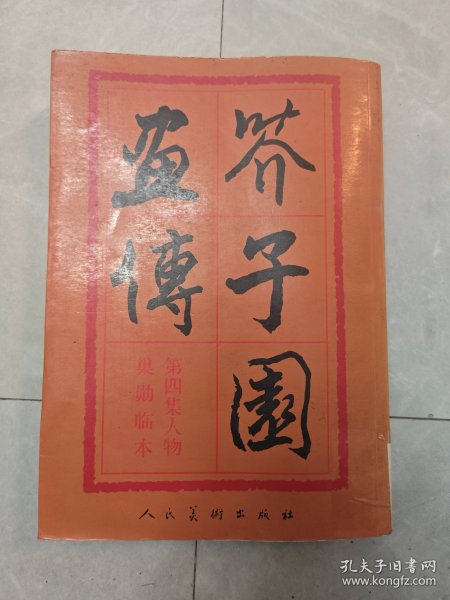 芥子園
畫傳
第四集人物
巢勋临本
人民美術出版社
孔夫子旧书网
www.kongfz.com